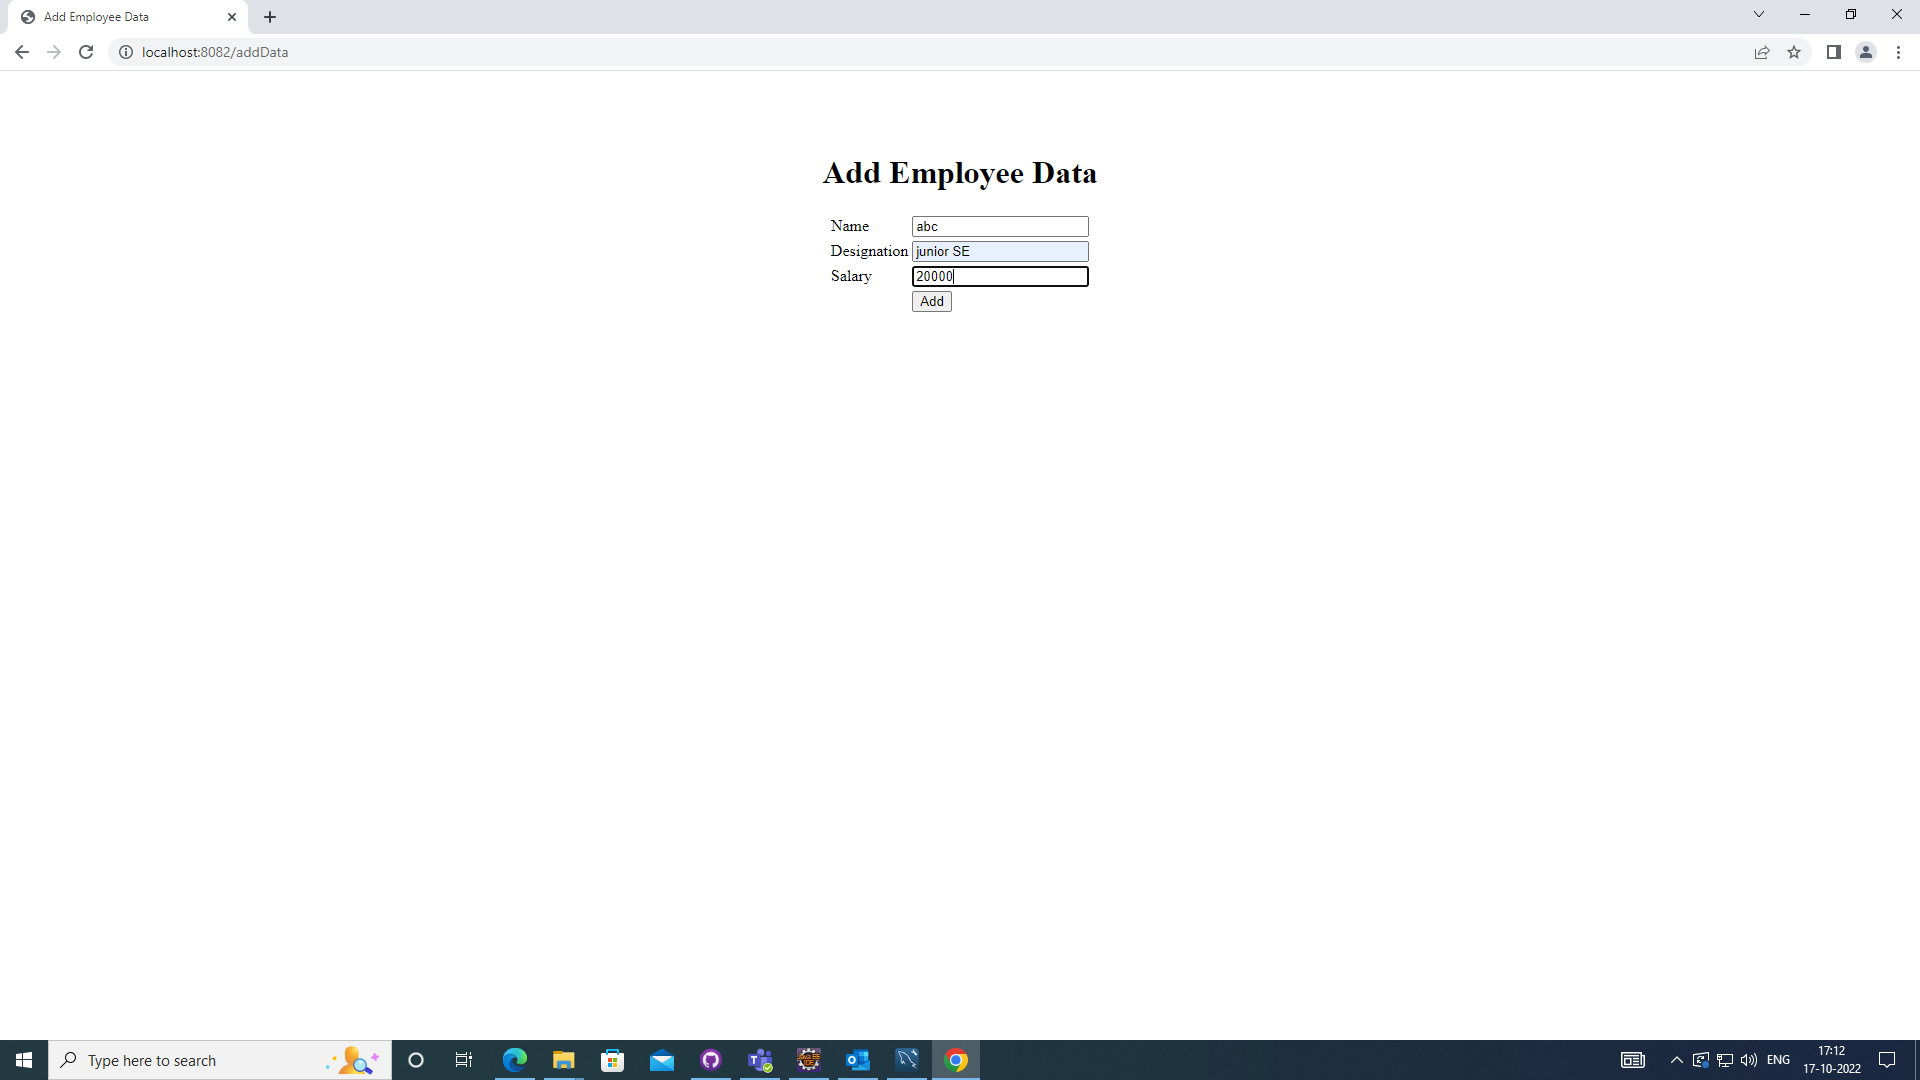 Add Employee Data
localhost:8082/addData
Add Employee Data
Name abc
Designation junior SE
Salary 20000
Add
Type here to search
ENG
17:12
17-10-2022